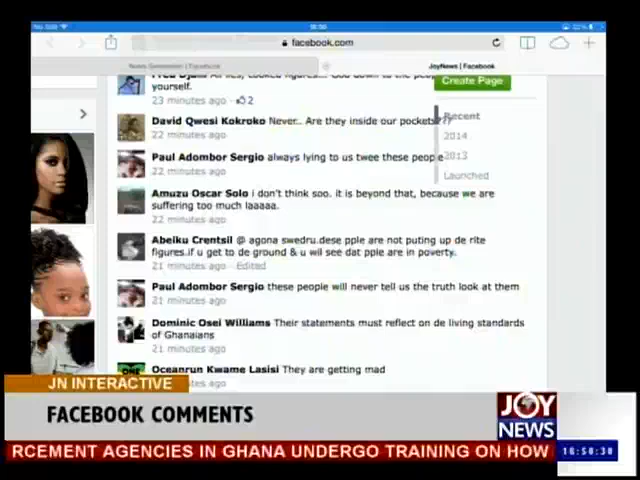 facebook.com
JoyNews | Facebook
yourself.
Create Page
23 minutes ago · 2
Recent
David Qwesi Kokroko Never.. Are they inside our pockets???
22 minutes ago
2014
Paul Adombor Sergio always lying to us twee these people
2013
22 minutes ago
Launched
Amuzu Oscar Solo i don't think soo. it is beyond that, because we are
suffering too much laaaaa.
22 minutes ago
Abeiku Crentsil @ agona swedru.dese pple are not puting up de rite
figures.if u get to de ground & u wil see dat pple are in poverty.
21 minutes ago · Edited
Paul Adombor Sergio these people will never tell us the truth look at them
21 minutes ago
Dominic Osei Williams Their statements must reflect on de living standards
of Ghanaians
21 minutes ago
Oceanrun Kwame Lasisi They are getting mad
minutes ago
JN INTERACTIVE
FACEBOOK COMMENTS
JOY
NEWS
RCEMENT AGENCIES IN GHANA UNDERGO TRAINING ON HOW
16:50:30